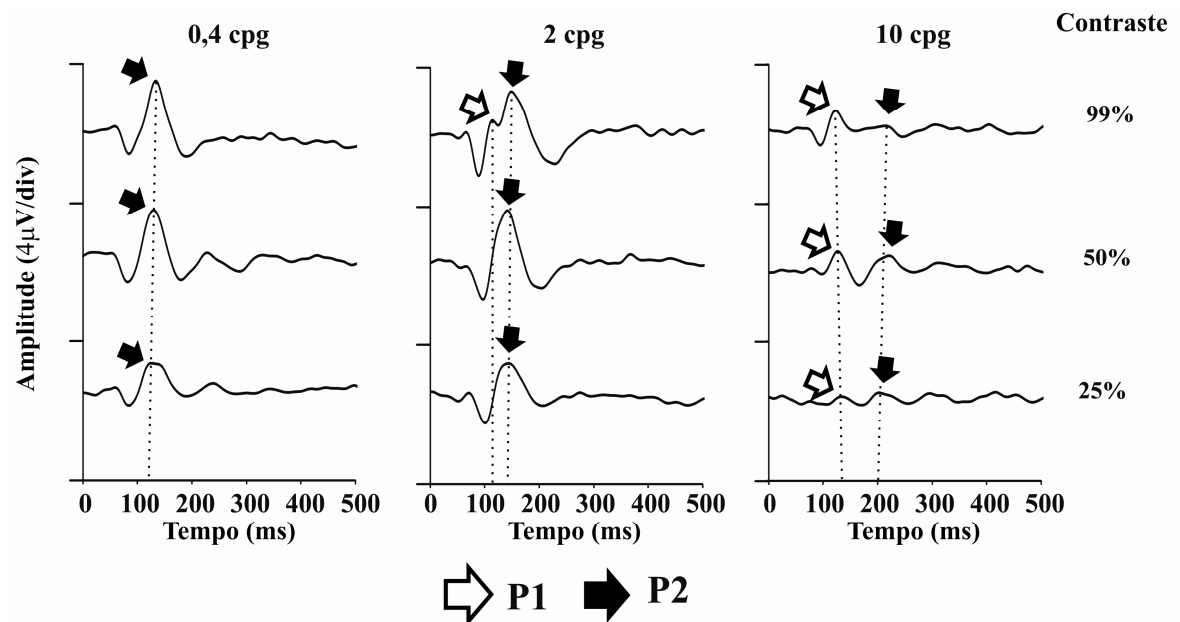 0,4 cpg
2 cpg
10 cpg
Contraste
99%
50%
25%
Amplitude (4µV/div)
0 100 200 300 400 500
Tempo (ms)
0 100 200 300 400 500
Tempo (ms)
0 100 200 300 400 500
Tempo (ms)
P1
P2